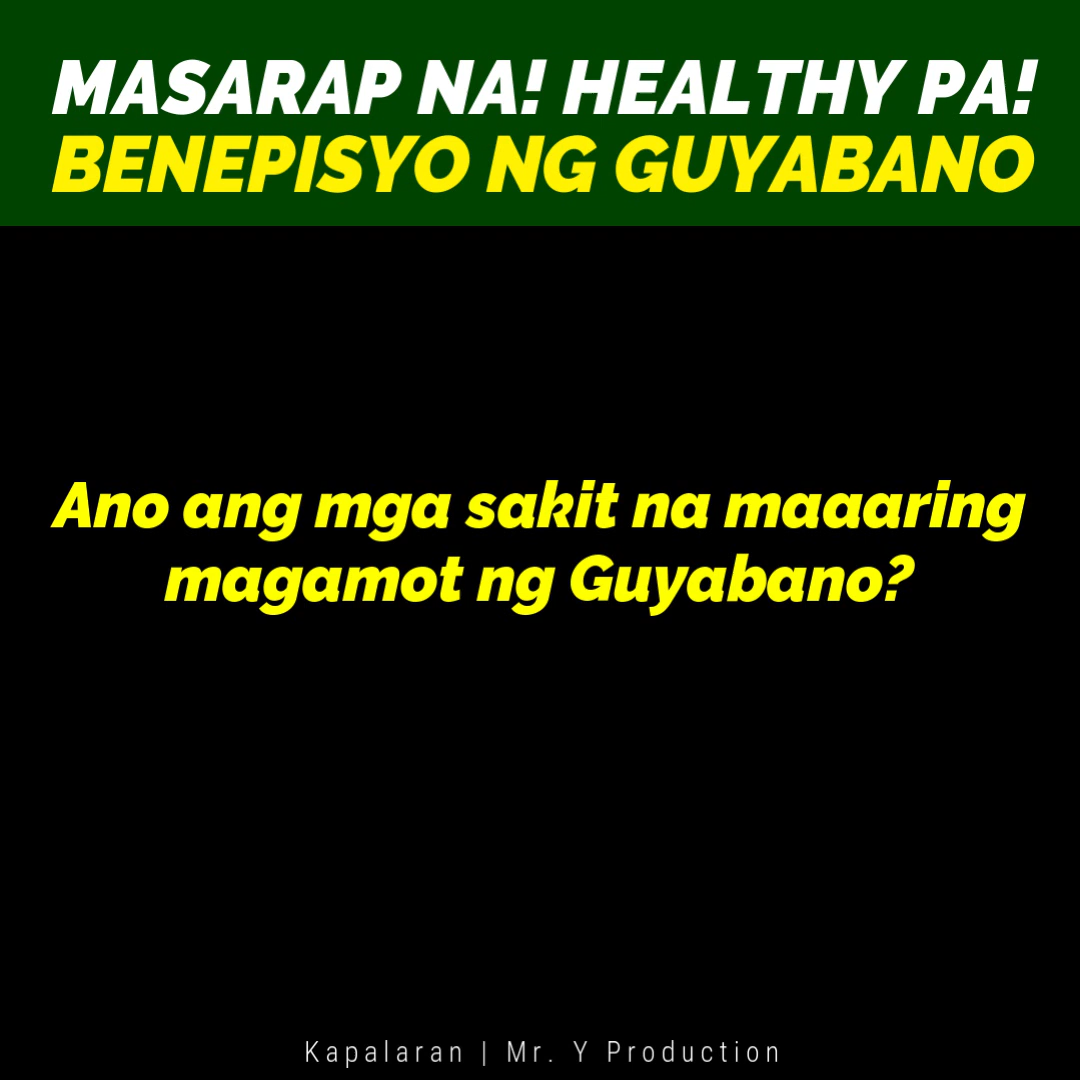 MASARAP NA! HEALTHY PA!
BENEPISYO NG GUYABANO
Ano ang mga sakit na maaaring
magamot ng Guyabano?
Kapalaran | Mr. Y Production